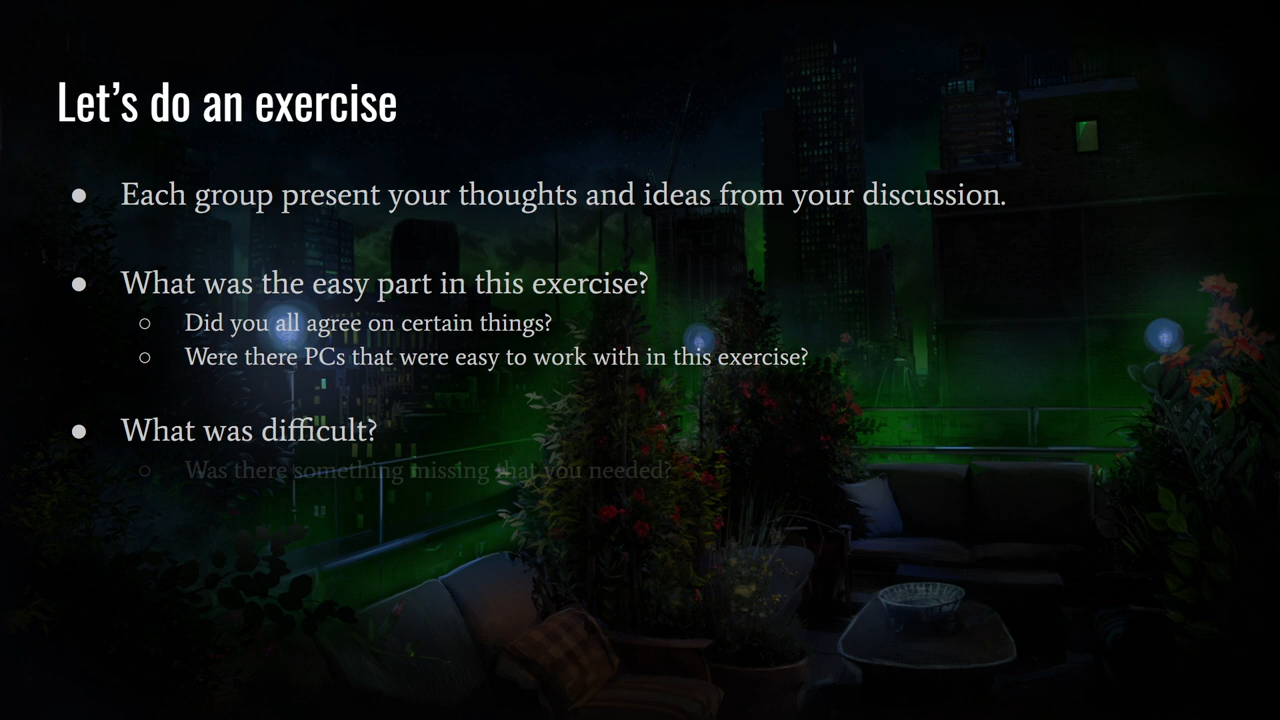 Let’s do an exercise
● Each group present your thoughts and ideas from your discussion.
● What was the easy part in this exercise?
○ Did you all agree on certain things?
○ Were there PCs that were easy to work with in this exercise?
● What was difficult?
○ Was there something missing that you needed?